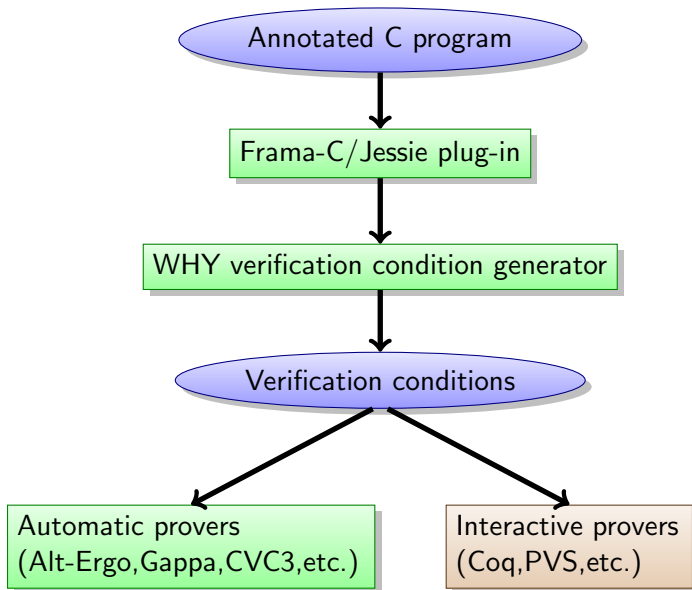 Annotated C program
Frama-C/Jessie plug-in
WHY verification condition generator
Verification conditions
Automatic provers
(Alt-Ergo,Gappa,CVC3,etc.)
Interactive provers
(Coq,PVS,etc.)